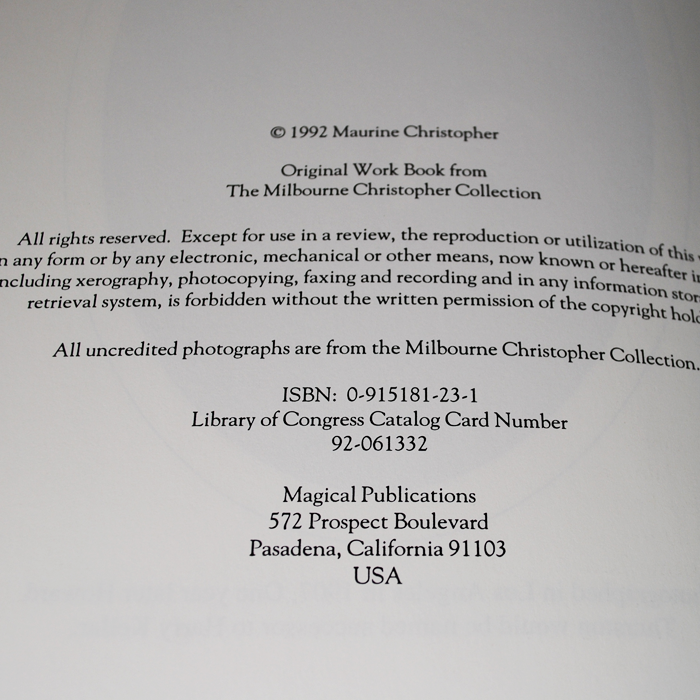 © 1992 Maurine Christopher
Original Work Book from
The Milbourne Christopher Collection
All rights reserved. Except for use in a review, the reproduction or utilization of this
n any form or by any electronic, mechanical or other means, now known or hereafter in
ncluding xerography, photocopying, faxing and recording and in any information stor
retrieval system, is forbidden without the written permission of the copyright hold
All uncredited photographs are from the Milbourne Christopher Collection.
ISBN: 0-915181-23-1
Library of Congress Catalog Card Number
92-061332
Magical Publications
572 Prospect Boulevard
Pasadena, California 91103
USA